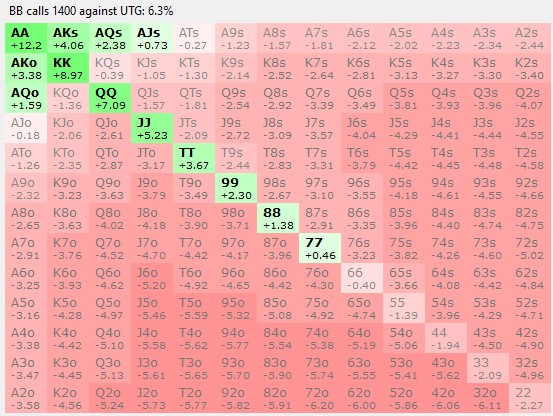 BB calls 1400 against UTG: 6.3%
AA AKs AQs AJs ATs A9s A8s A7s A6s A5s A4s A3s A2s
+12.2 +4.06 +2.38 +0.73 -0.27 -1.23 -1.57 -1.81 -2.12 -2.02 -2.23 -2.34 -2.44
AKo KK KQs KJs KTs K9s K8s K7s K6s K5s K4s K3s K2s
+3.38 +8.97 -0.39 -1.05 -1.30 -2.14 -2.52 -2.64 -2.81 -3.13 -3.27 -3.30 -3.40
AQo KQo QQ QJs QTs Q9s Q8s Q7s Q6s Q5s Q4s Q3s Q2s
+1.59 -1.36 +7.09 -1.57 -1.81 -2.54 -2.92 -3.39 -3.49 -3.81 -3.93 -3.96 -4.07
AJo KJo QJo JJ JTs J9s J8s J7s J6s J5s J4s J3s J2s
-0.18 -2.06 -2.61 +5.23 -2.09 -2.72 -3.09 -3.57 -4.04 -4.29 -4.41 -4.44 -4.55
ATo KTo QTo JTo TT T9s T8s T7s T6s T5s T4s T3s T2s
-1.26 -2.35 -2.87 -3.17 +3.67 -2.44 -2.83 -3.31 -3.79 -4.42 -4.45 -4.48 -4.58
A9o K9o Q9o J9o T9o 99 98s 97s 96s 95s 94s 93s 92s
-2.32 -3.23 -3.63 -3.79 -3.49 +2.30 -2.67 -3.10 -3.55 -4.18 -4.61 -4.55 -4.66
A8o K8o Q8o J8o T8o 98o 88 87s 86s 85s 84s 83s 82s
-2.65 -3.63 -4.02 -4.18 -3.90 -3.71 +1.38 -2.91 -3.35 -3.96 -4.40 -4.74 -4.75
A7o K7o Q7o J7o T7o 97o 87o 77 76s 75s 74s 73s 72s
-2.91 -3.76 -4.52 -4.70 -4.42 -4.17 -3.96 +0.46 -3.23 -3.82 -4.26 -4.60 -5.02
A6o K6o Q6o J6o T6o 96o 86o 76o 66 65s 64s 63s 62s
-3.25 -3.93 -4.62 -5.20 -4.92 -4.65 -4.42 -4.30 -0.40 -3.66 -4.08 -4.42 -4.84
A5o K5o Q5o J5o T5o 95o 85o 75o 65o 55 54s 53s 52s
-3.16 -4.28 -4.97 -5.46 -5.59 -5.32 -5.08 -4.92 -4.74 -1.39 -3.96 -4.29 -4.71
A4o K4o Q4o J4o T4o 94o 84o 74o 64o 54o 44 43s 42s
-3.38 -4.42 -5.10 -5.58 -5.62 -5.77 -5.54 -5.38 -5.19 -5.06 -1.94 -4.50 -4.90
A3o K3o Q3o J3o T3o 93o 83o 73o 63o 53o 43o 33 32s
-3.47 -4.45 -5.13 -5.61 -5.65 -5.70 -5.90 -5.74 -5.55 -5.41 -5.62 -2.09 -4.96
A2o K2o Q2o J2o T2o 92o 82o 72o 62o 52o 42o 32o 22
-3.58 -4.56 -5.24 -5.73 -5.77 -5.82 -5.91 -6.20 -6.00 -5.86 -6.06 -6.11 -2.27